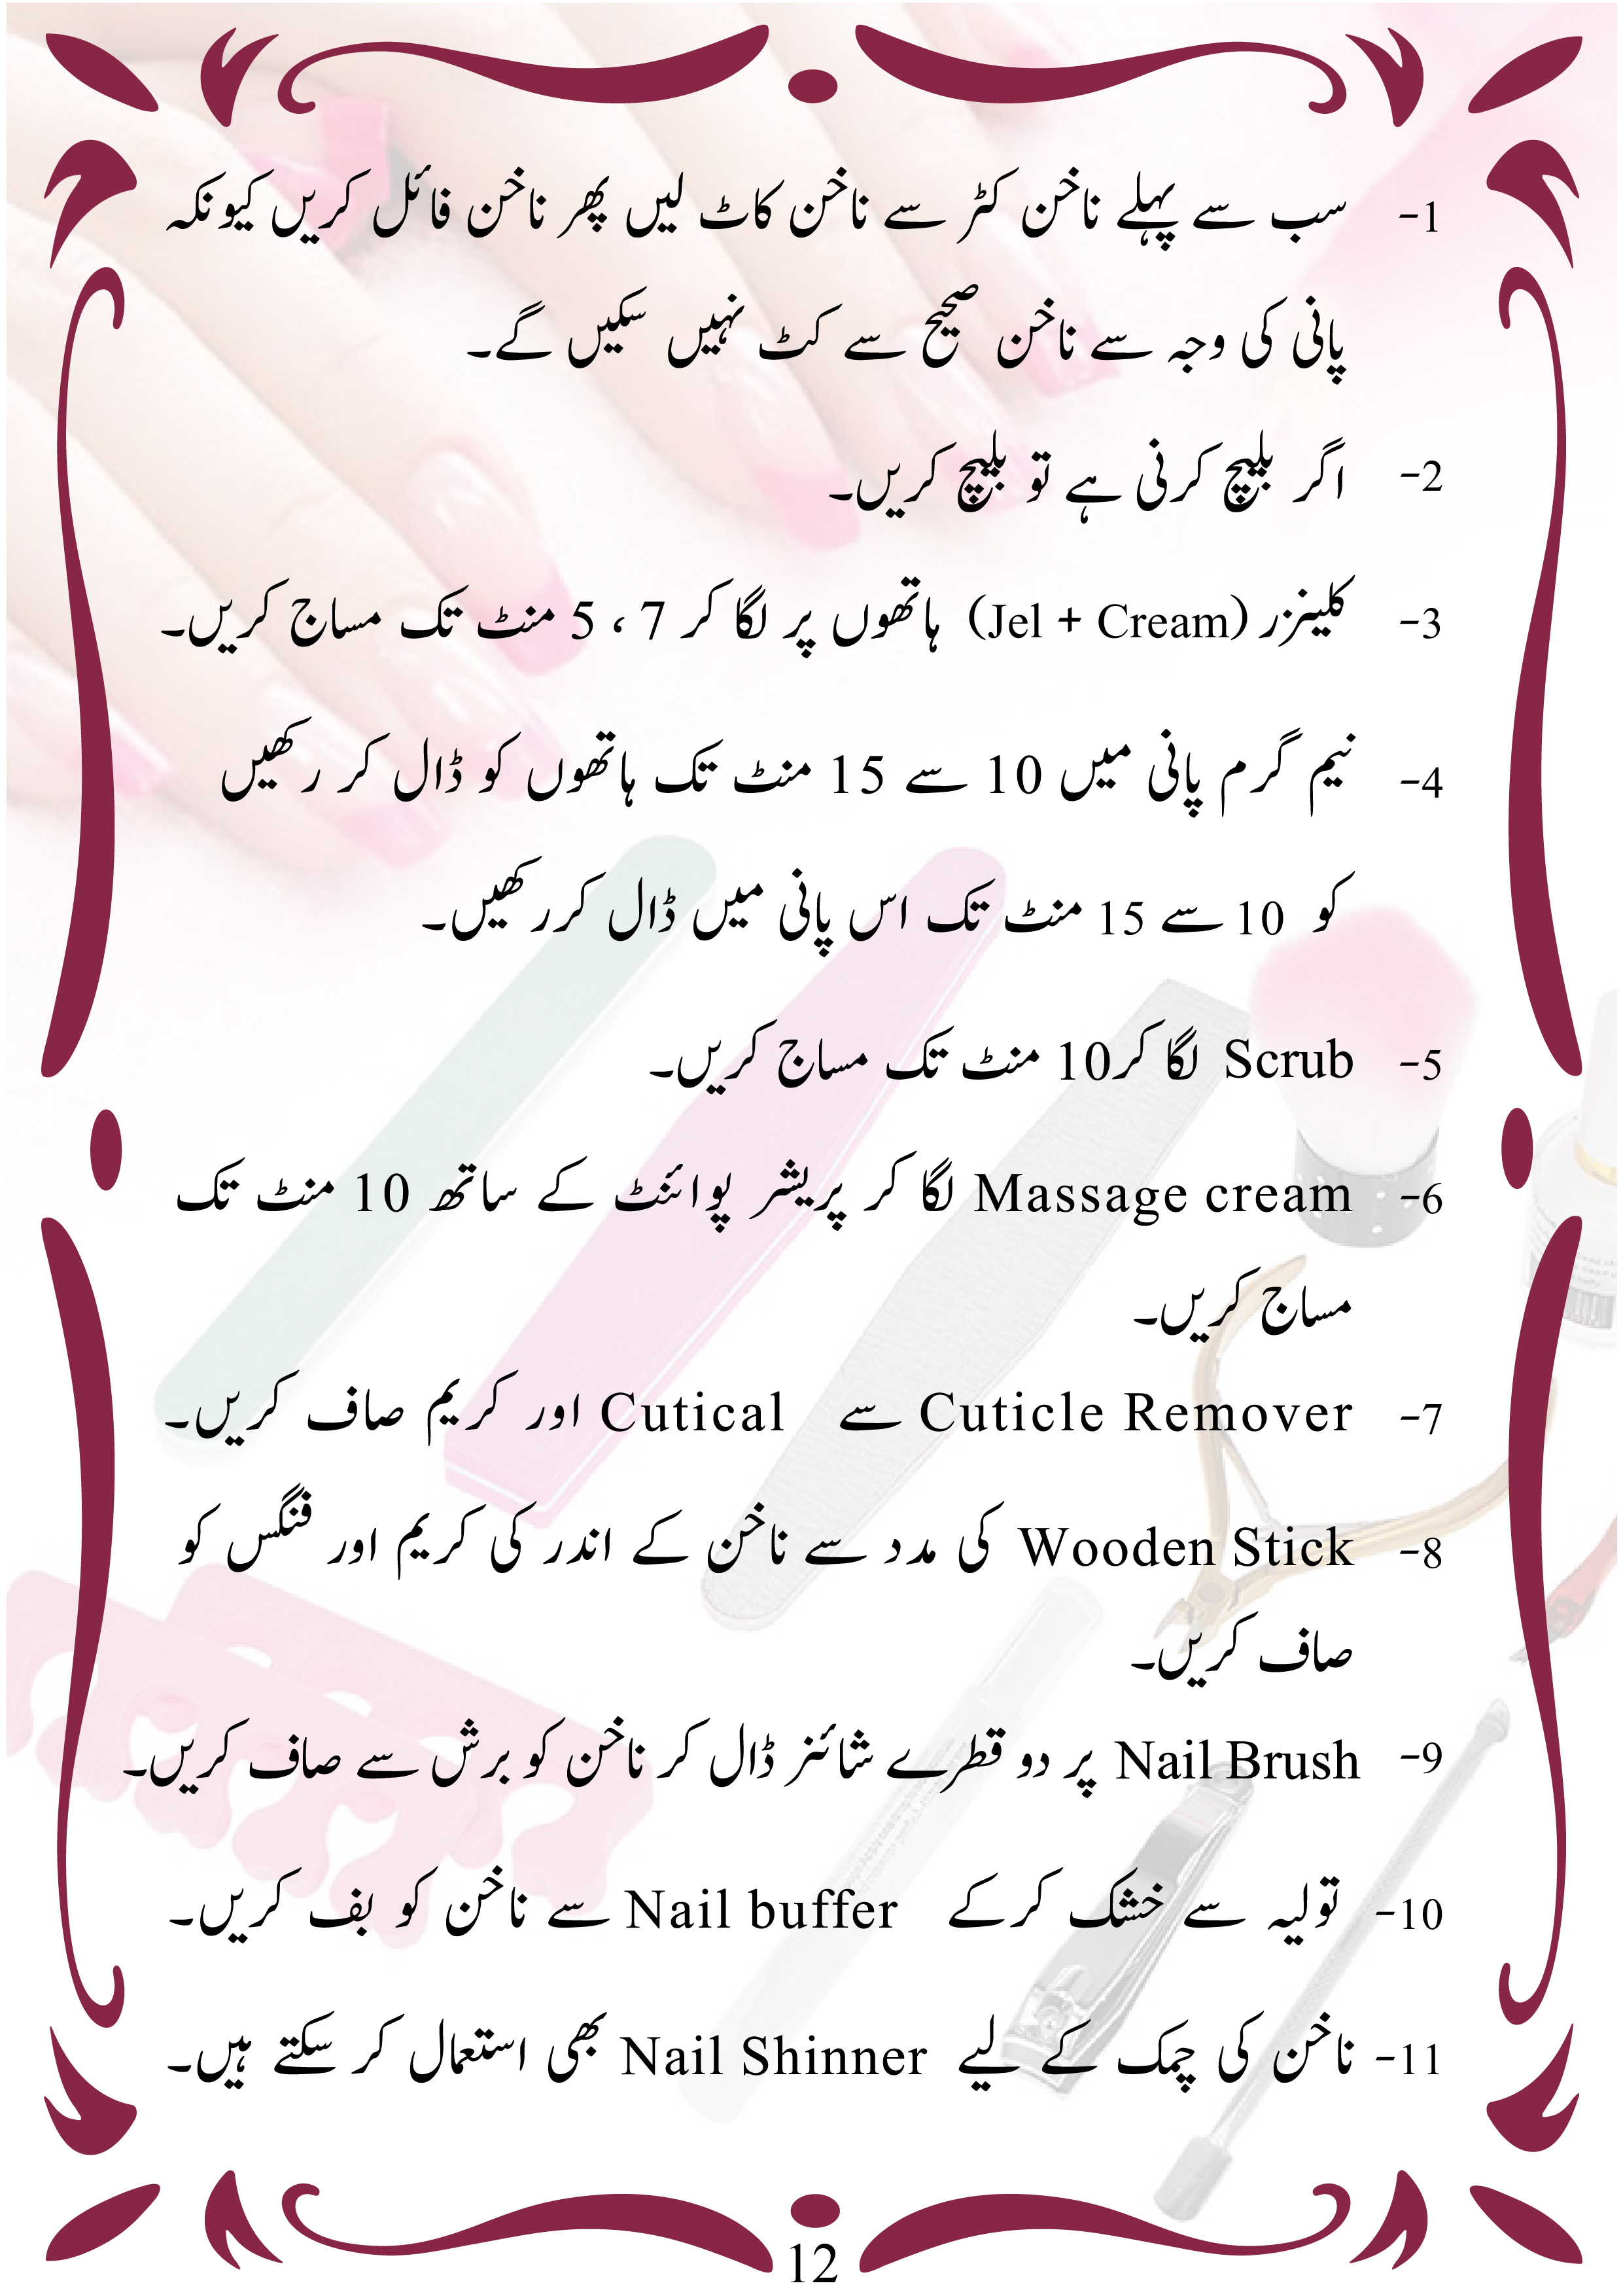 1- سب سے پہلے ناخن کٹر سے ناخن کاٹ لیں پھر ناخن فائل کریں کیونکہ
پانی کی وجہ سے ناخن صحیح سے کٹ نہیں سکیں گے۔
2- اگر بلیچ کرنی ہے تو بلیچ کریں۔
3- کلینزر (Jel + Cream) ہاتھوں پر لگا کر 7 ، 5 منٹ تک مساج کریں۔
4- نیم گرم پانی میں 10 سے 15 منٹ تک ہاتھوں کو ڈال کر رکھیں
کو 10 سے 15 منٹ تک اس پانی میں ڈال کررکھیں۔
5- Scrub لگا کر10 منٹ تک مساج کریں۔
6- Massage cream لگا کر پریشر پوائنٹ کے ساتھ 10 منٹ تک
مساج کریں۔
7- Cuticle Remover سے Cutical اور کریم صاف کریں۔
8- Wooden Stick کی مدد سے ناخن کے اندر کی کریم اور فنگس کو
صاف کریں۔
9- Nail Brush پر دو قطرے شائنز ڈال کر ناخن کو برش سے صاف کریں۔
10- تولیہ سے خشک کرکے Nail buffer سے ناخن کو بف کریں۔
11- ناخن کی چمک کے لیے Nail Shinner بھی استعمال کر سکتے ہیں۔
12